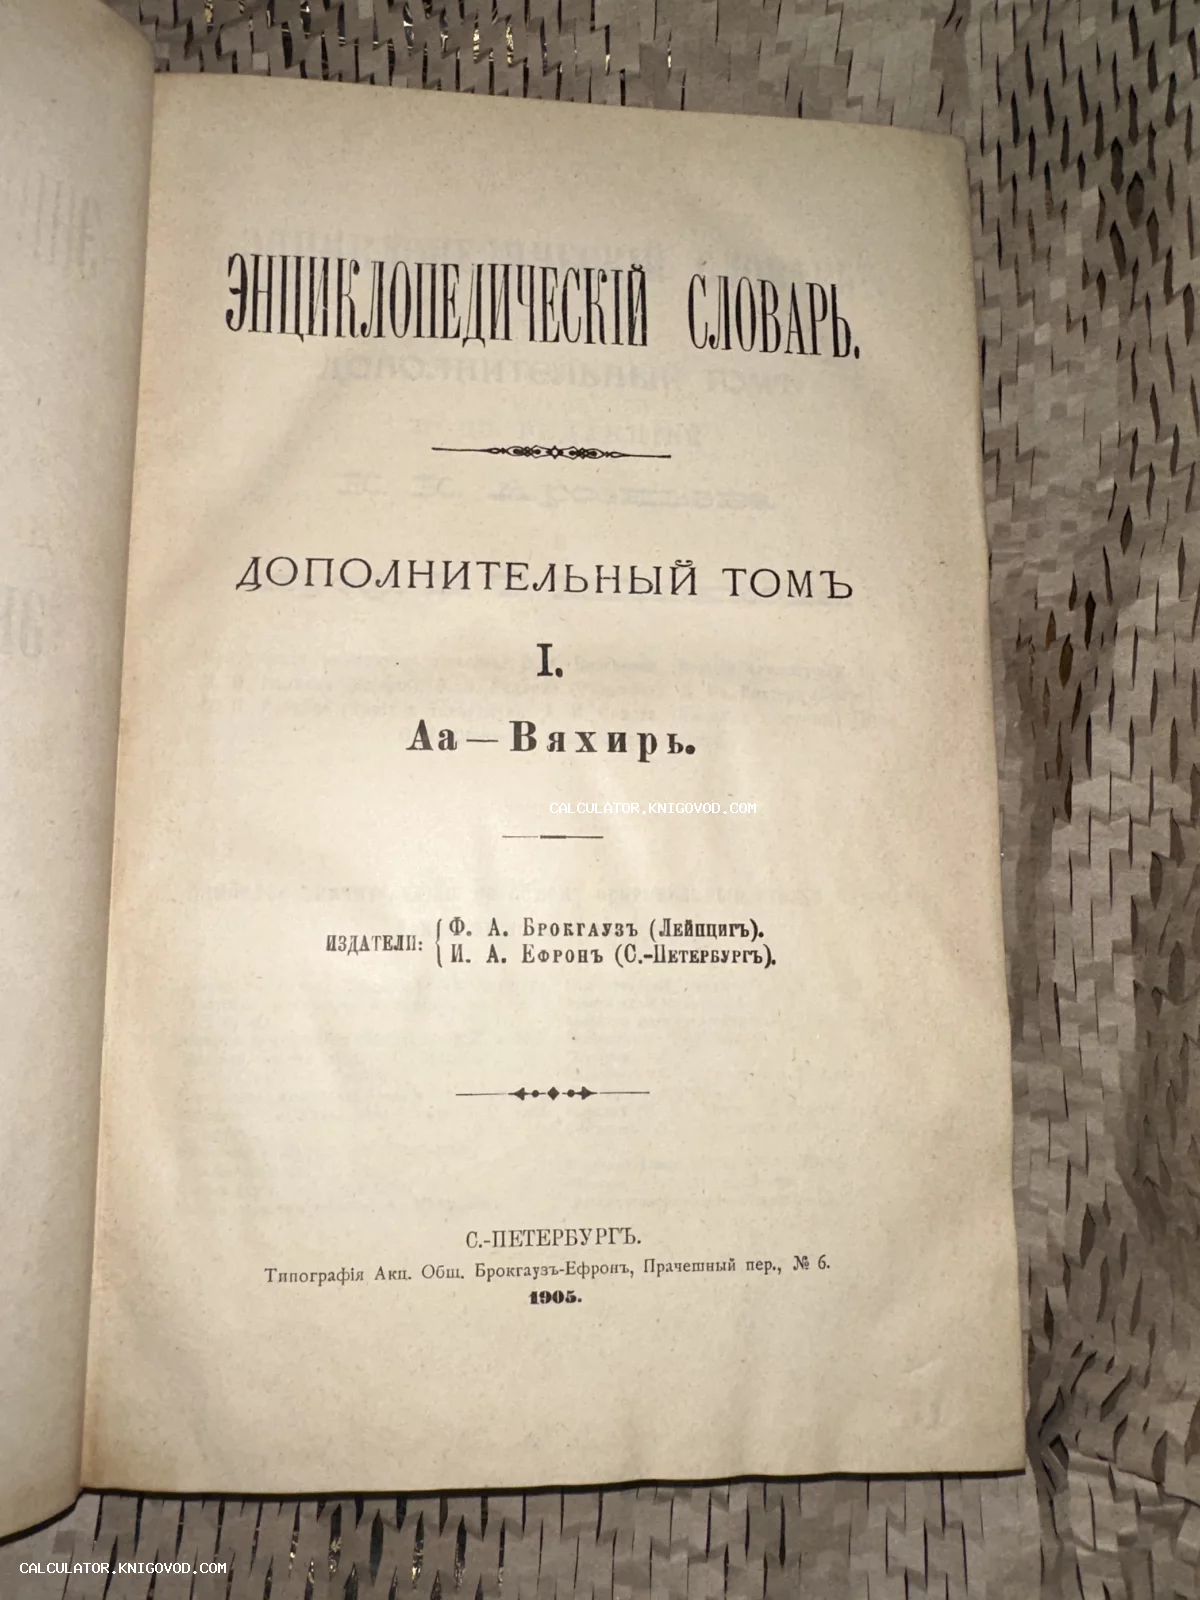 ЭНЦИКЛОПЕДИЧЕСКІЙ СЛОВАРЬ.
ДОПОЛНИТЕЛЬНЫЙ ТОМЪ
I.
Аа — Вяхирь.
CALCULATOR.KNIGOVOD.COM
ИЗДАТЕЛИ: { Ф. А. БРОКГАУЗЪ (ЛЕЙПЦИГЪ).
И. А. ЕФРОНЪ (С.-ПЕТЕРБУРГЪ).
С.-ПЕТЕРБУРГЪ.
Типографія Акц. Общ. Брокгаузъ-Ефронъ, Прачешный пер., № 6.
1905.
CALCULATOR.KNIGOVOD.COM